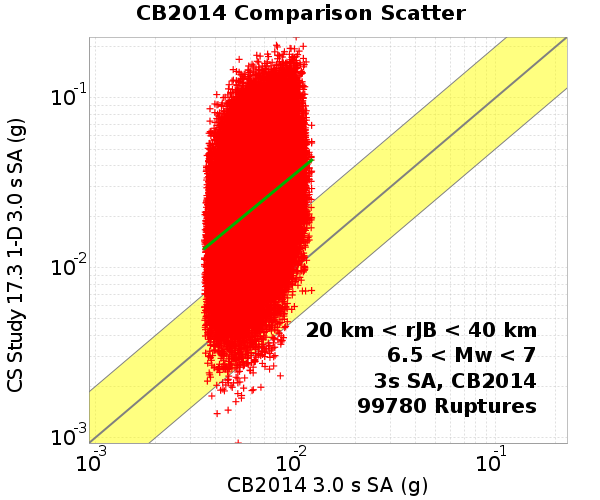 CB2014 Comparison Scatter
CS Study 17.3 1-D 3.0 s SA (g)
10-1
10-2
10-3
20 km < rJB < 40 km
6.5 < Mw < 7
3s SA, CB2014
99780 Ruptures
10-3 10-2 10-1
CB2014 3.0 s SA (g)